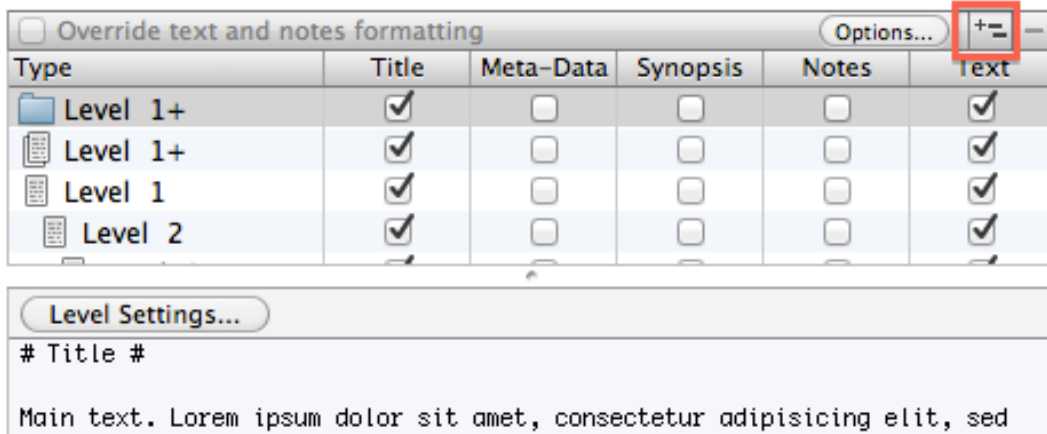 Override text and notes formatting Options...
Type Title Meta-Data Synopsis Notes Text
Level 1+
Level 1+
Level 1
Level 2
Level Settings...
# Title #
Main text. Lorem ipsum dolor sit amet, consectetur adipisicing elit, sed